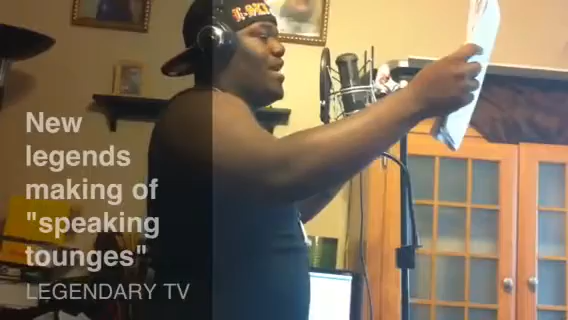 New
legends
making of
"speaking
tounges"
LEGENDARY TV